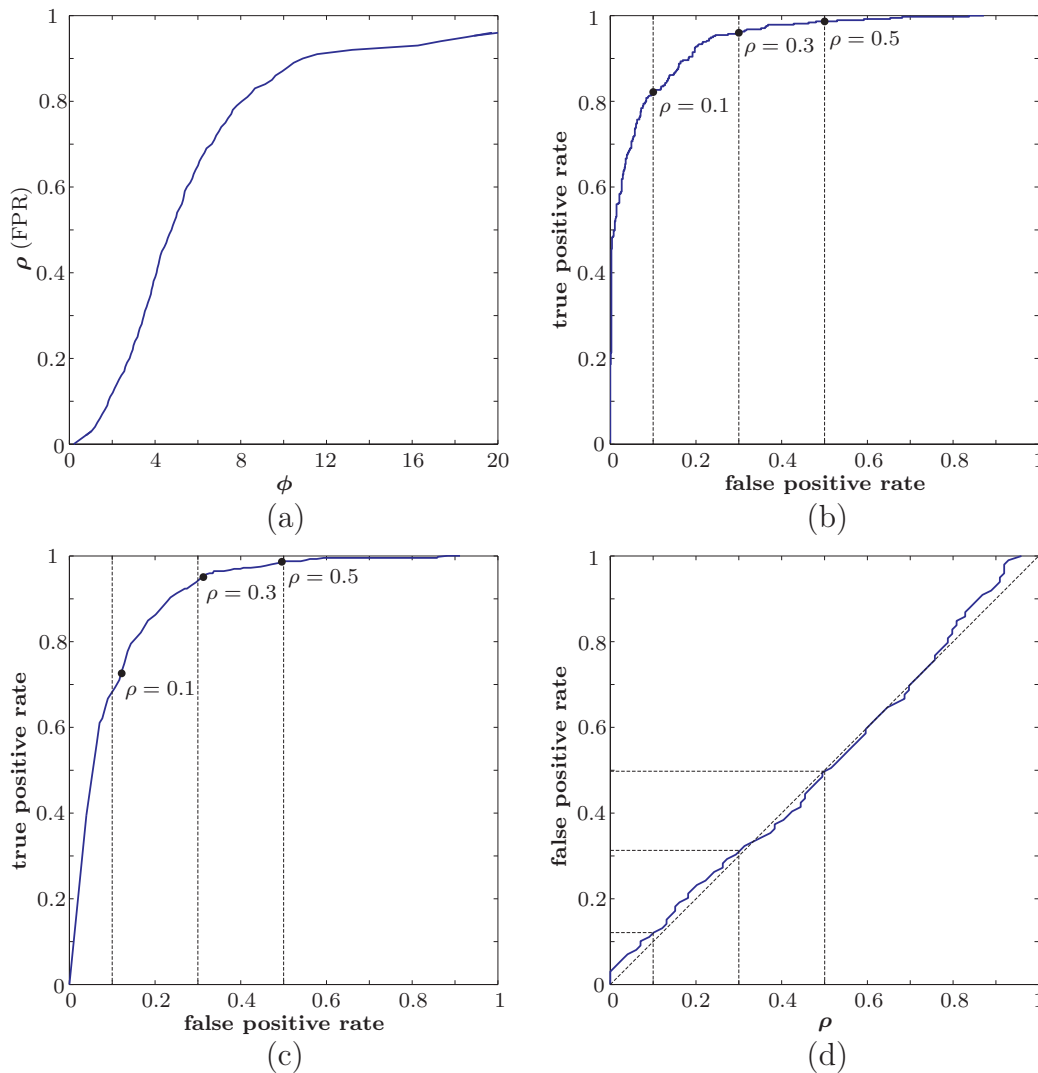 1
0.8
0.6
0.4
0.2
0
ρ (FPR)
0 4 8 12 16 20
ϕ
(a)
1
0.8
0.6
0.4
0.2
0
true positive rate
ρ = 0.1
ρ = 0.3
ρ = 0.5
0 0.2 0.4 0.6 0.8 1
false positive rate
(b)
1
0.8
0.6
0.4
0.2
0
true positive rate
ρ = 0.1
ρ = 0.3
ρ = 0.5
0 0.2 0.4 0.6 0.8 1
false positive rate
(c)
1
0.8
0.6
0.4
0.2
0
false positive rate
0 0.2 0.4 0.6 0.8 1
ρ
(d)